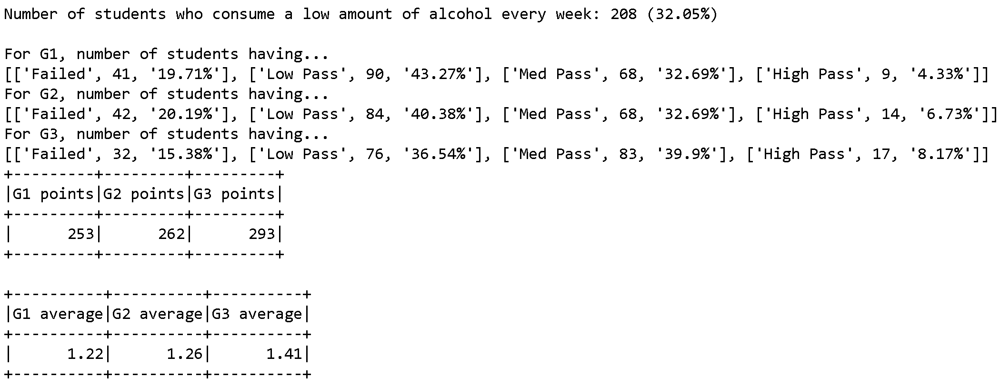 Number of students who consume a low amount of alcohol every week: 208 (32.05%)
For G1, number of students having...
[['Failed', 41, '19.71%'], ['Low Pass', 90, '43.27%'], ['Med Pass', 68, '32.69%'], ['High Pass', 9, '4.33%']]
For G2, number of students having...
[['Failed', 42, '20.19%'], ['Low Pass', 84, '40.38%'], ['Med Pass', 68, '32.69%'], ['High Pass', 14, '6.73%']]
For G3, number of students having...
[['Failed', 32, '15.38%'], ['Low Pass', 76, '36.54%'], ['Med Pass', 83, '39.9%'], ['High Pass', 17, '8.17%']]
+---------+---------+---------+
|G1 points|G2 points|G3 points|
+---------+---------+---------+
|      253|      262|      293|
+---------+---------+---------+
+----------+----------+----------+
|G1 average|G2 average|G3 average|
+----------+----------+----------+
|      1.22|      1.26|      1.41|
+----------+----------+----------+